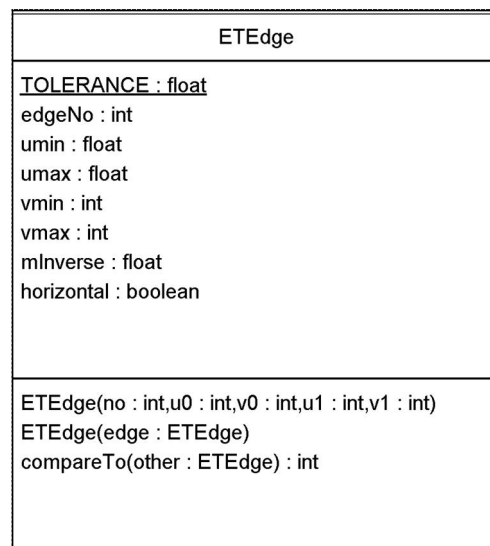 ETEdge
TOLERANCE : float
edgeNo : int
umin : float
umax : float
vmin : int
vmax : int
mInverse : float
horizontal : boolean
ETEdge(no : int,u0 : int,v0 : int,u1 : int,v1 : int)
ETEdge(edge : ETEdge)
compareTo(other : ETEdge) : int